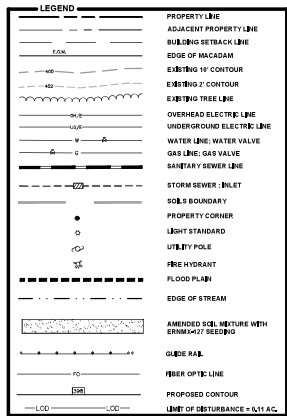 LEGEND
PROPERTY LINE
ADJACENT PROPERTY LINE
BUILDING SETBACK LINE
E.O.M. EDGE OF MACADAM
400 EXISTING 10' CONTOUR
402 EXISTING 2' CONTOUR
EXISTING TREE LINE
OH/E OVERHEAD ELECTRIC LINE
UG/E UNDERGROUND ELECTRIC LINE
W WATER LINE; WATER VALVE
G GAS LINE; GAS VALVE
SANITARY SEWER LINE
STORM SEWER ; INLET
SOILS BOUNDARY
PROPERTY CORNER
LIGHT STANDARD
UTILITY POLE
FIRE HYDRANT
FLOOD PLAIN
EDGE OF STREAM
AMENDED SOIL MIXTURE WITH
ERNMX-127 SEEDING
GUIDE RAIL
FO FIBER OPTIC LINE
398 PROPOSED CONTOUR
LOD LOD LIMIT OF DISTURBANCE = 0.11 AC.